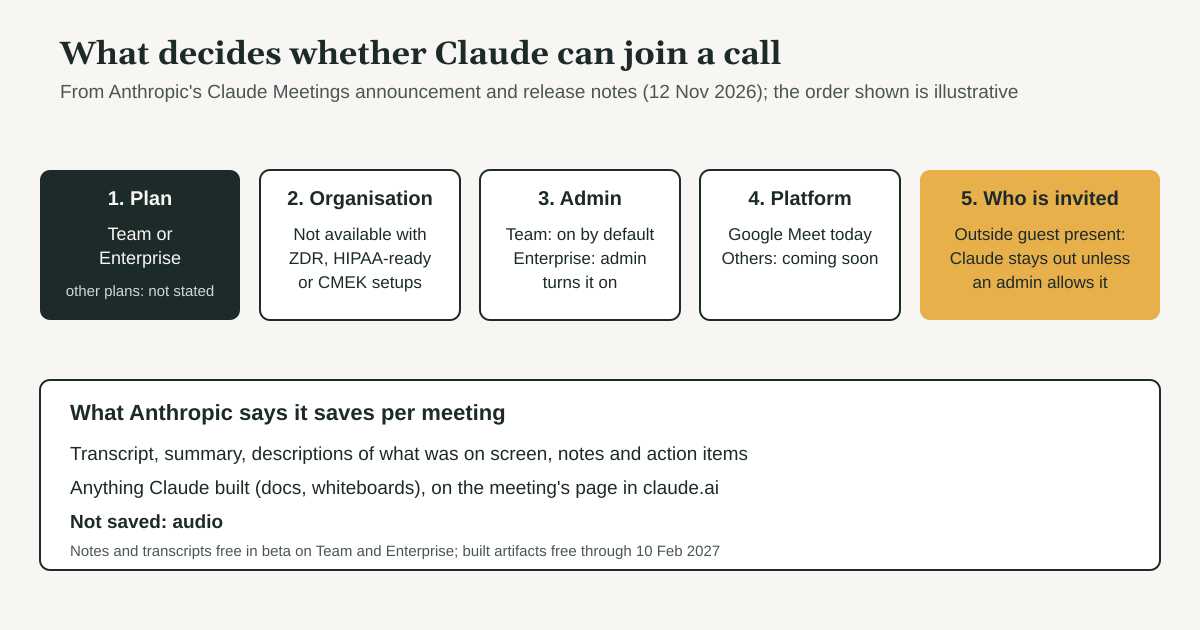 What decides whether Claude can join a call
From Anthropic's Claude Meetings announcement and release notes (12 Nov 2026); the order shown is illustrative
1. Plan
Team or
Enterprise
other plans: not stated
2. Organisation
Not available with
ZDR, HIPAA-ready
or CMEK setups
3. Admin
Team: on by default
Enterprise: admin
turns it on
4. Platform
Google Meet today
Others: coming soon
5. Who is invited
Outside guest present:
Claude stays out unless
an admin allows it
What Anthropic says it saves per meeting
Transcript, summary, descriptions of what was on screen, notes and action items
Anything Claude built (docs, whiteboards), on the meeting's page in claude.ai
Not saved: audio
Notes and transcripts free in beta on Team and Enterprise; built artifacts free through 10 Feb 2027